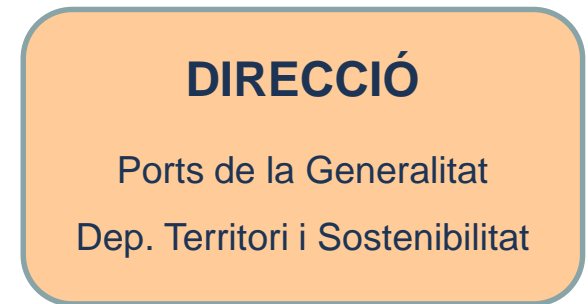 DIRECCIÓ
Ports de la Generalitat
Dep. Territori i Sostenibilitat